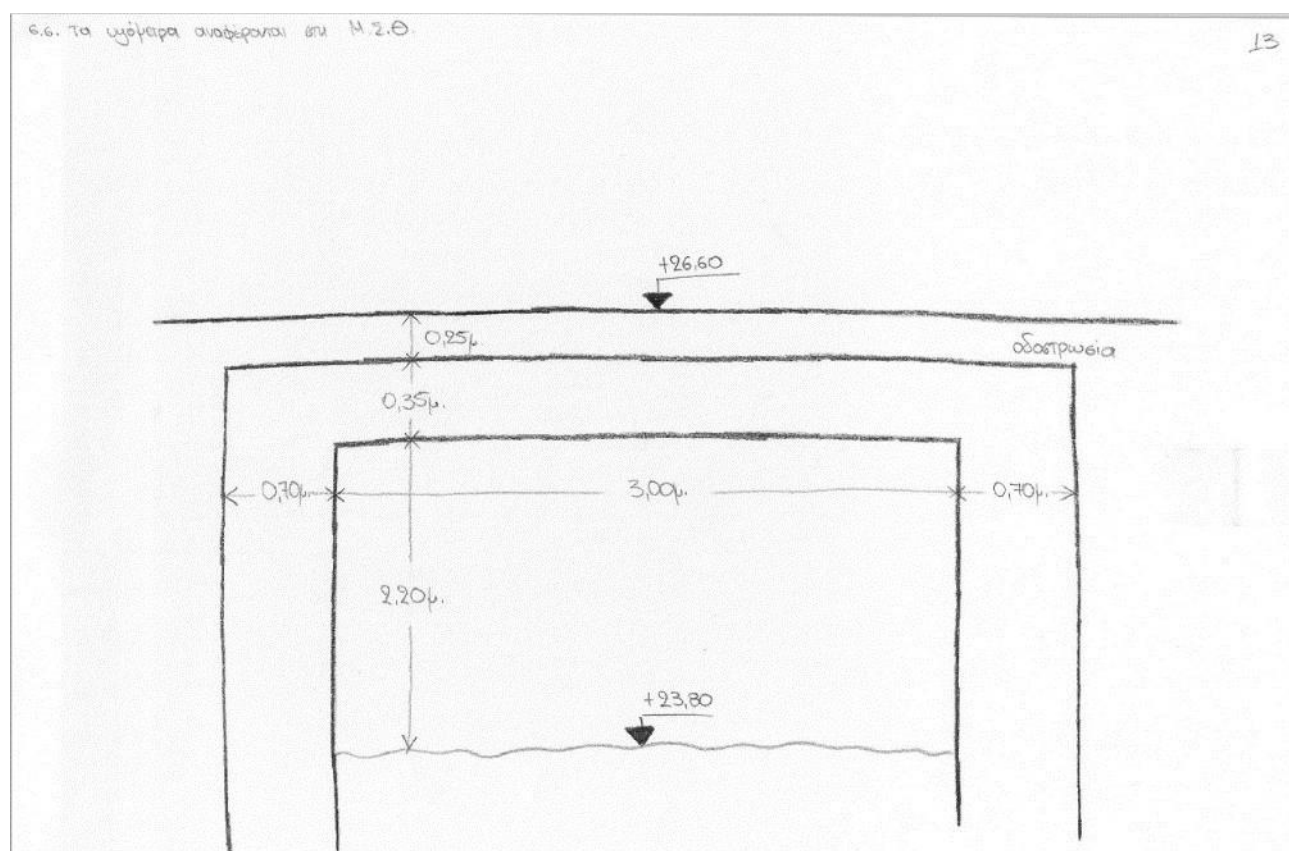 σ.σ. Τα υψόμετρα αναφέρονται στη Μ.Σ.Θ.
13
+26,60
0,25μ.
οδοστρωσία
0,35μ.
0,70μ.
3,00μ.
0,70μ.
2,20μ.
+23,80